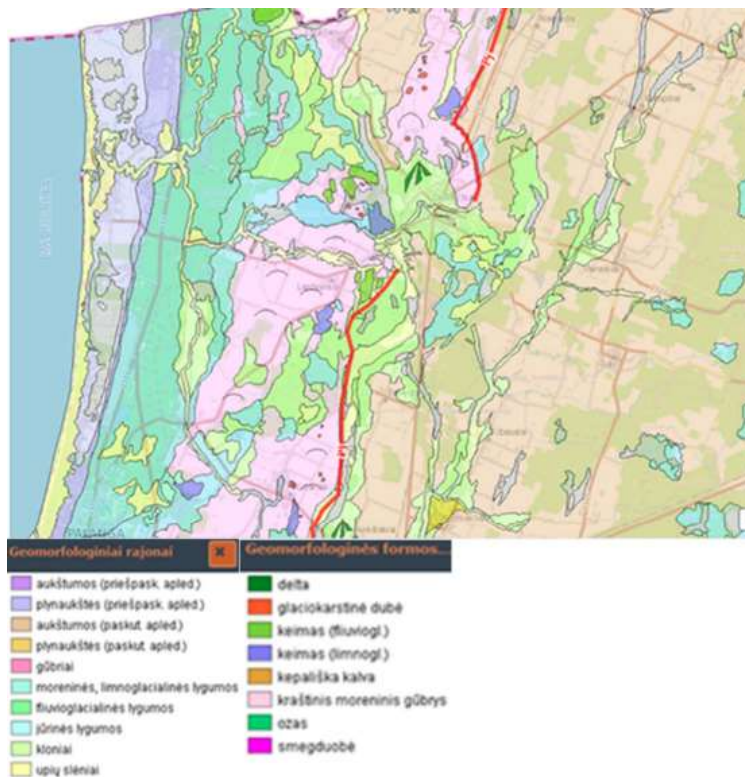 Geomorfologiniai rajonai
aukštumos (priešpask. apled.)
plynaukštės (priešpask. apled.)
aukštumos (paskut. apled.)
plynaukštės (paskut. apled.)
gūbriai
moreninės, limnoglacialinės lygumos
fliuvioglacialinės lygumos
jūrinės lygumos
kloniai
upių slėniai
Geomorfologinės formos...
delta
glaciokarstinė dubė
keimas (fliuviogl.)
keimas (limnogl.)
kepališka kalva
kraštinis moreninis gūbrys
ozas
smegduobė